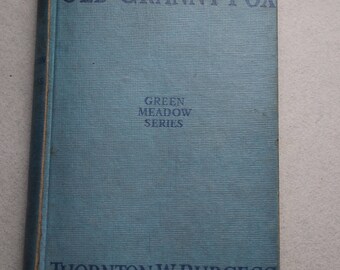 OLD GRANNY FOX
GREEN
MEADOW
SERIES
THORNTON W. BURGESS